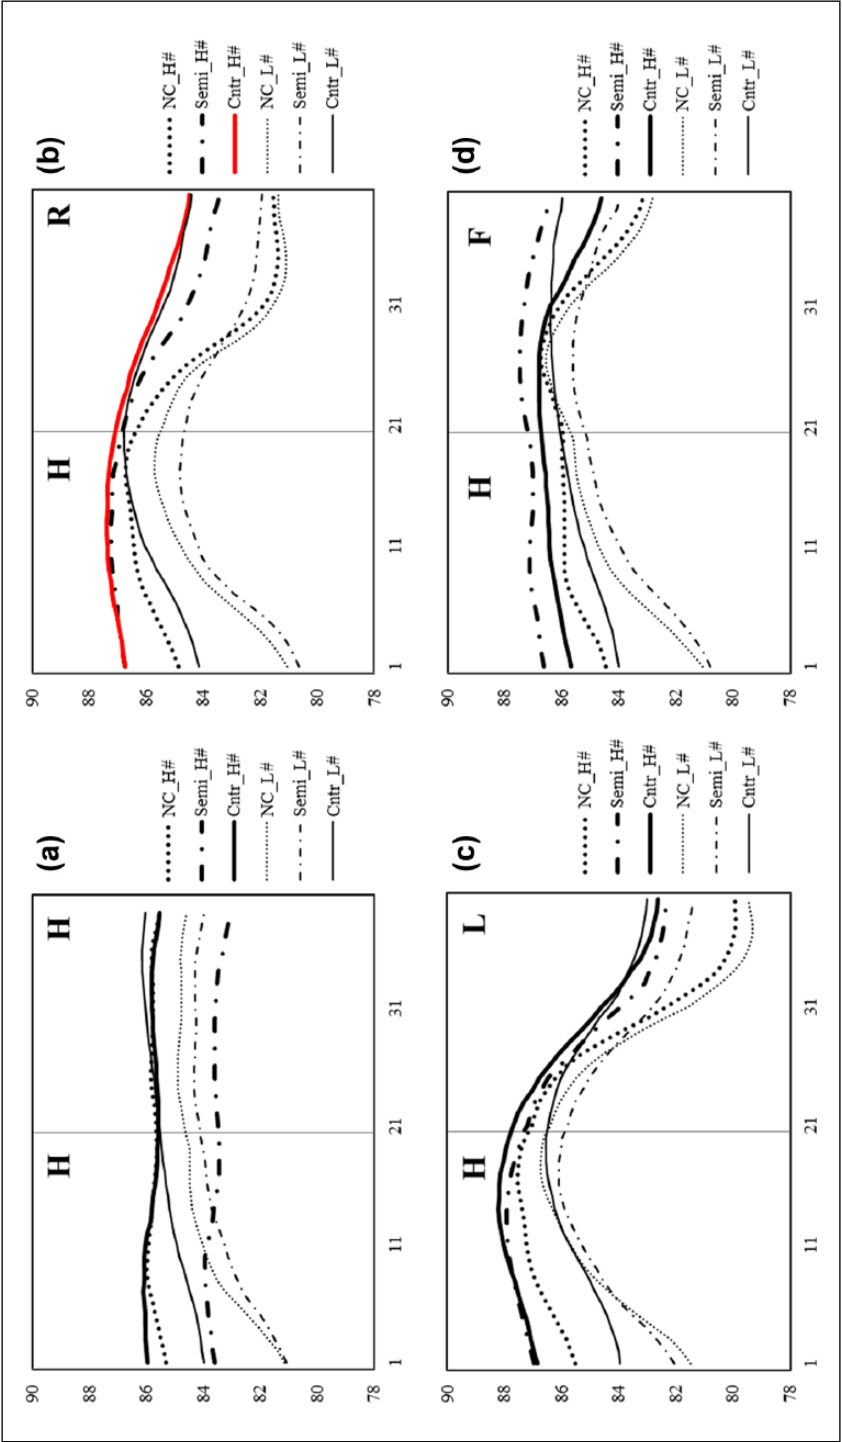 (a)
H
H
90
88
86
84
82
80
78
1
11
21
31
NC_H#
Semi_H#
Cntr_H#
NC_L#
Semi_L#
Cntr_L#
(b)
H
R
90
88
86
84
82
80
78
1
11
21
31
NC_H#
Semi_H#
Cntr_H#
NC_L#
Semi_L#
Cntr_L#
(c)
H
L
90
88
86
84
82
80
78
1
11
21
31
NC_H#
Semi_H#
Cntr_H#
NC_L#
Semi_L#
Cntr_L#
(d)
H
F
90
88
86
84
82
80
78
1
11
21
31
NC_H#
Semi_H#
Cntr_H#
NC_L#
Semi_L#
Cntr_L#